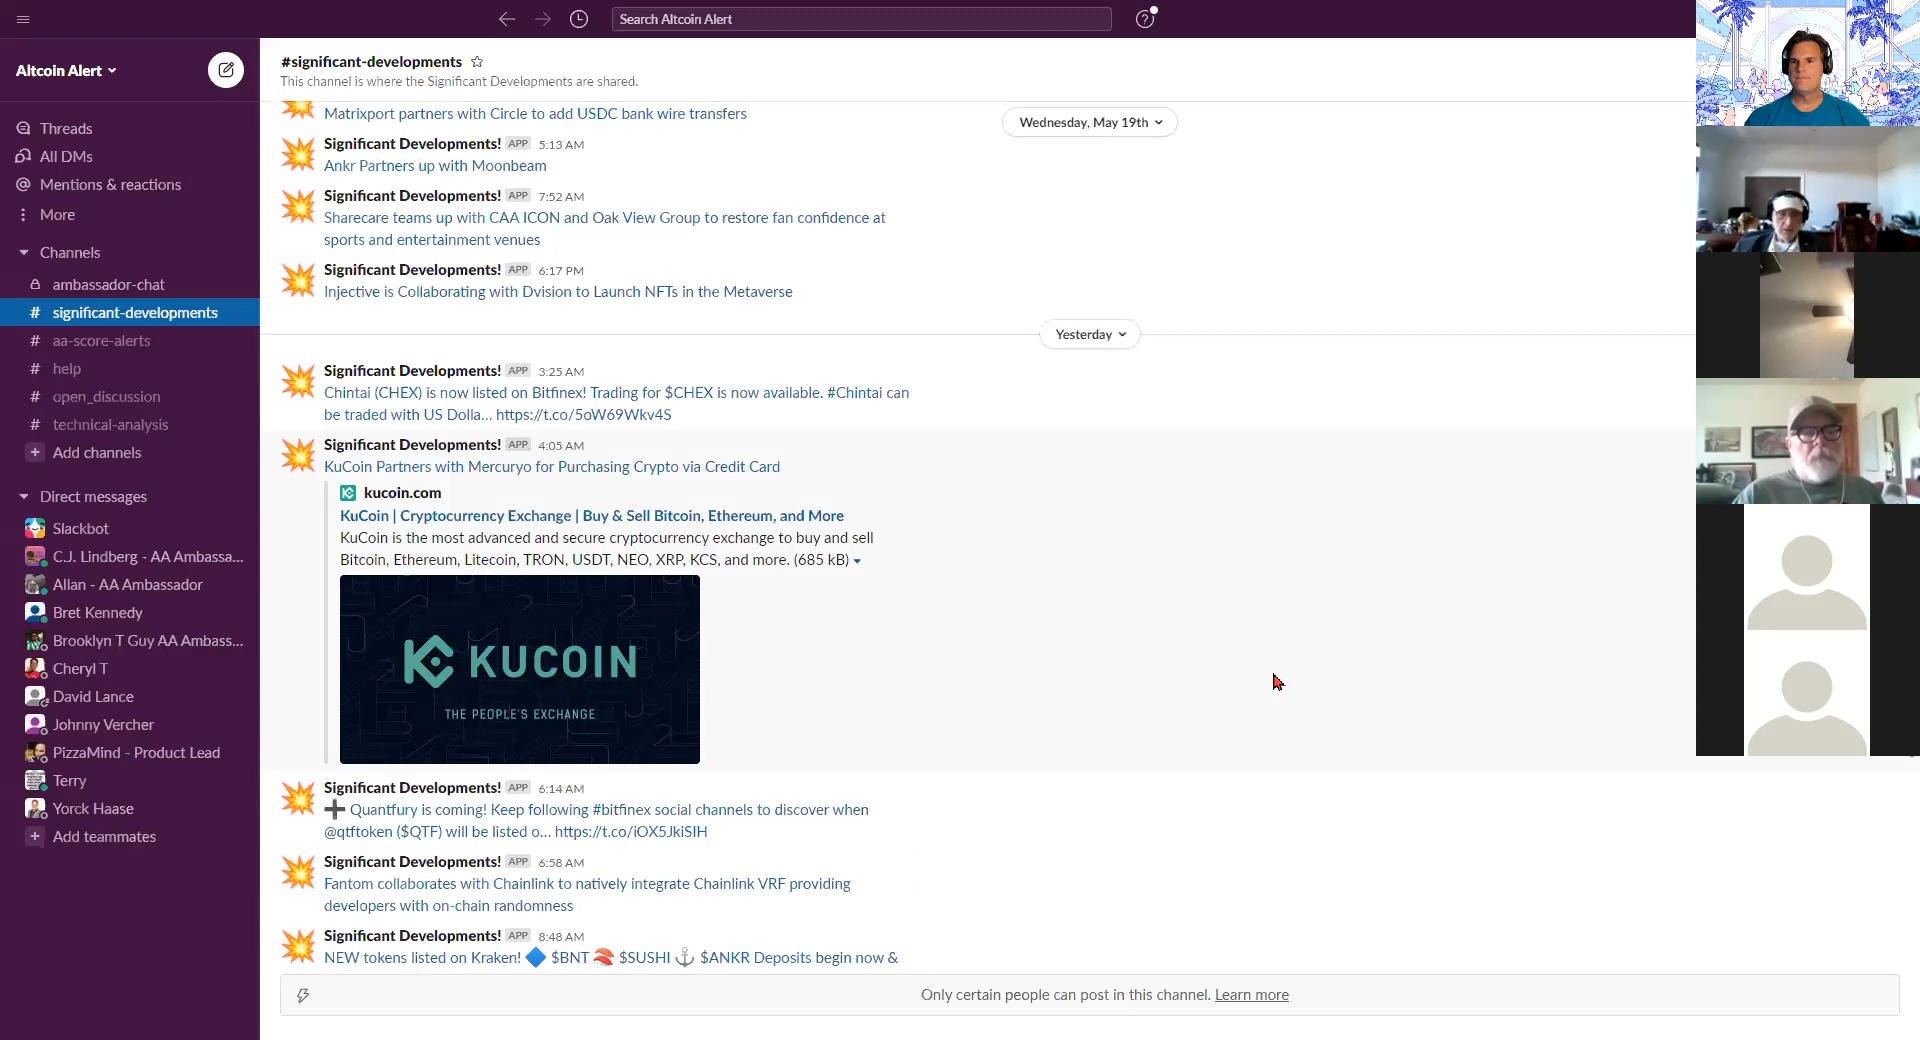 Search Altcoin Alert
Altcoin Alert
Threads
All DMs
Mentions & reactions
More
Channels
ambassador-chat
# significant-developments
# aa-score-alerts
# help
# open_discussion
# technical-analysis
+ Add channels
Direct messages
Slackbot
C.J. Lindberg - AA Ambassa...
Allan - AA Ambassador
Bret Kennedy
Brooklyn T Guy AA Ambass...
Cheryl T
David Lance
Johnny Vercher
PizzaMind - Product Lead
Terry
Yorck Haase
+ Add teammates
#significant-developments
This channel is where the Significant Developments are shared.
Wednesday, May 19th
Matrixport partners with Circle to add USDC bank wire transfers
Significant Developments! APP 5:13 AM
Ankr Partners up with Moonbeam
Significant Developments! APP 7:52 AM
Sharecare teams up with CAA ICON and Oak View Group to restore fan confidence at
sports and entertainment venues
Significant Developments! APP 6:17 PM
Injective is Collaborating with Dvision to Launch NFTs in the Metaverse
Yesterday
Significant Developments! APP 3:25 AM
Chintai (CHEX) is now listed on Bitfinex! Trading for $CHEX is now available. #Chintai can
be traded with US Dolla... https://t.co/5oW69Wkv4S
Significant Developments! APP 4:05 AM
KuCoin Partners with Mercuryo for Purchasing Crypto via Credit Card
kucoin.com
KuCoin | Cryptocurrency Exchange | Buy & Sell Bitcoin, Ethereum, and More
KuCoin is the most advanced and secure cryptocurrency exchange to buy and sell
Bitcoin, Ethereum, Litecoin, TRON, USDT, NEO, XRP, KCS, and more. (685 kB)
KUCOIN
THE PEOPLE'S EXCHANGE
Significant Developments! APP 6:14 AM
➕ Quantfury is coming! Keep following #bitfinex social channels to discover when
@qtftoken ($QTF) will be listed o... https://t.co/iOX5JkiSIH
Significant Developments! APP 6:58 AM
Fantom collaborates with Chainlink to natively integrate Chainlink VRF providing
developers with on-chain randomness
Significant Developments! APP 8:48 AM
NEW tokens listed on Kraken! 🔷 $BNT 🍣 $SUSHI ⚓ $ANKR Deposits begin now &
Only certain people can post in this channel. Learn more